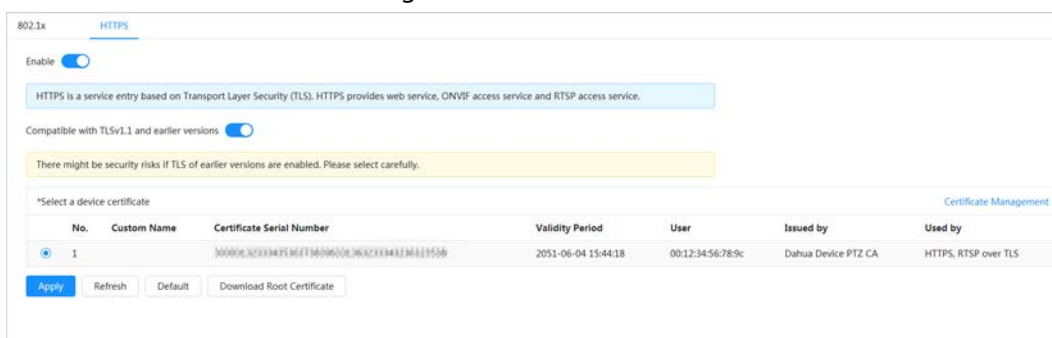 802.1x HTTPS
Enable
HTTPS is a service entry based on Transport Layer Security (TLS). HTTPS provides web service, ONVIF access service and RTSP access service.
Compatible with TLSv1.1 and earlier versions
There might be security risks if TLS of earlier versions are enabled. Please select carefully.
*Select a device certificate Certificate Management
No. Custom Name Certificate Serial Number Validity Period User Issued by Used by
1 2051-06-04 15:44:18 00:12:34:56:78:9c Dahua Device PTZ CA HTTPS, RTSP over TLS
Apply Refresh Default Download Root Certificate